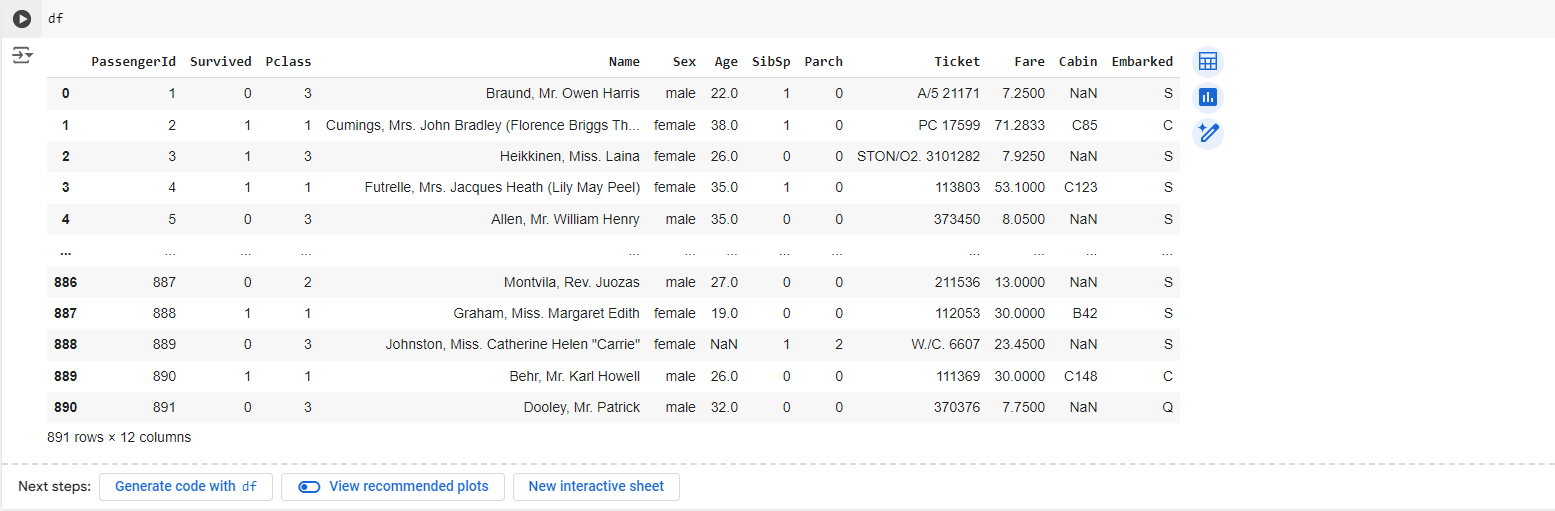 df
PassengerId Survived Pclass Name Sex Age SibSp Parch Ticket Fare Cabin Embarked
0 1 0 3 Braund, Mr. Owen Harris male 22.0 1 0 A/5 21171 7.2500 NaN S
1 2 1 1 Cumings, Mrs. John Bradley (Florence Briggs Th... female 38.0 1 0 PC 17599 71.2833 C85 C
2 3 1 3 Heikkinen, Miss. Laina female 26.0 0 0 STON/O2. 3101282 7.9250 NaN S
3 4 1 1 Futrelle, Mrs. Jacques Heath (Lily May Peel) female 35.0 1 0 113803 53.1000 C123 S
4 5 0 3 Allen, Mr. William Henry male 35.0 0 0 373450 8.0500 NaN S
... ... ... ... ... ... ... ... ... ... ... ... ...
886 887 0 2 Montvila, Rev. Juozas male 27.0 0 0 211536 13.0000 NaN S
887 888 1 1 Graham, Miss. Margaret Edith female 19.0 0 0 112053 30.0000 B42 S
888 889 0 3 Johnston, Miss. Catherine Helen "Carrie" female NaN 1 2 W./C. 6607 23.4500 NaN S
889 890 1 1 Behr, Mr. Karl Howell male 26.0 0 0 111369 30.0000 C148 C
890 891 0 3 Dooley, Mr. Patrick male 32.0 0 0 370376 7.7500 NaN Q
891 rows × 12 columns
Next steps: Generate code with df View recommended plots New interactive sheet